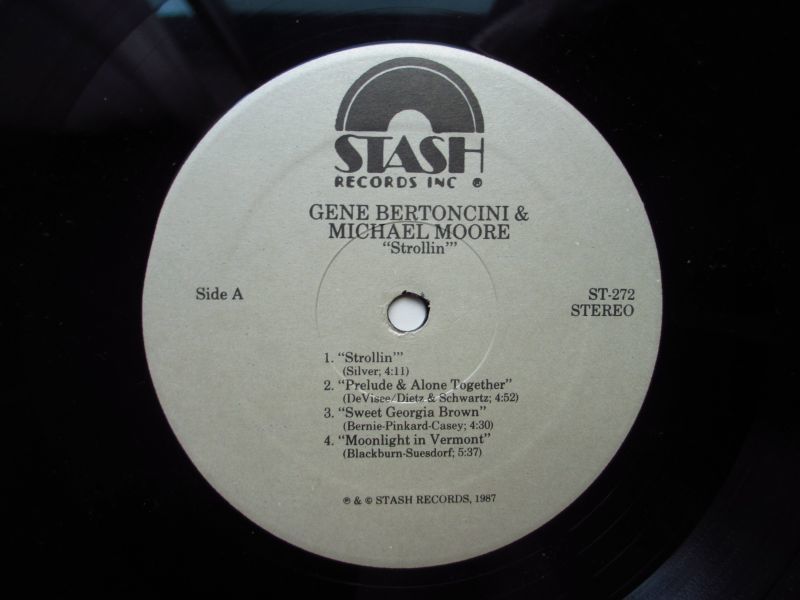 STASH
RECORDS INC ®
GENE BERTONCINI &
MICHAEL MOORE
“Strollin’”
Side A
ST-272
STEREO
1. “Strollin’”
(Silver; 4:11)
2. “Prelude & Alone Together”
(DeVisee/Dietz & Schwartz; 4:52)
3. “Sweet Georgia Brown”
(Bernie-Pinkard-Casey; 4:30)
4. “Moonlight in Vermont”
(Blackburn-Suesdorf; 5:37)
℗ & © STASH RECORDS, 1987